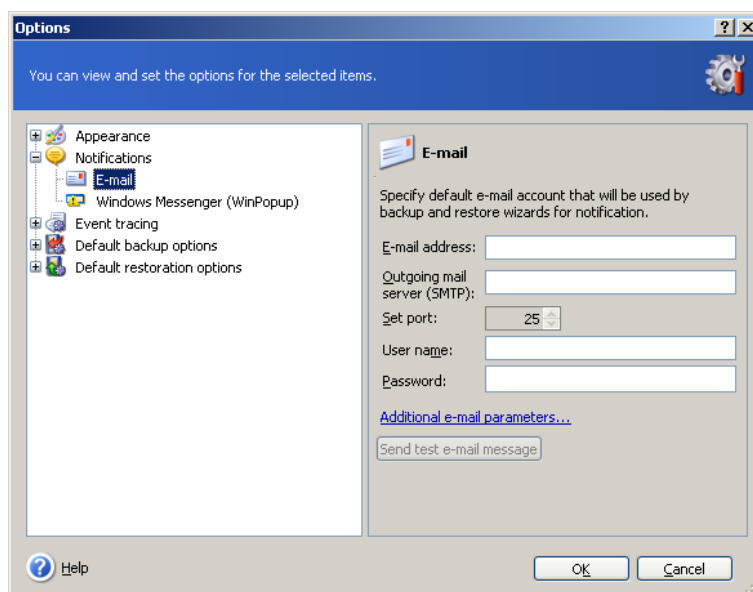 Options
You can view and set the options for the selected items.
Appearance
Notifications
E-mail
Windows Messenger (WinPopup)
Event tracing
Default backup options
Default restoration options
E-mail
Specify default e-mail account that will be used by
backup and restore wizards for notification.
E-mail address:
Outgoing mail
server (SMTP):
Set port:
25
User name:
Password:
Additional e-mail parameters...
Send test e-mail message
Help
OK
Cancel